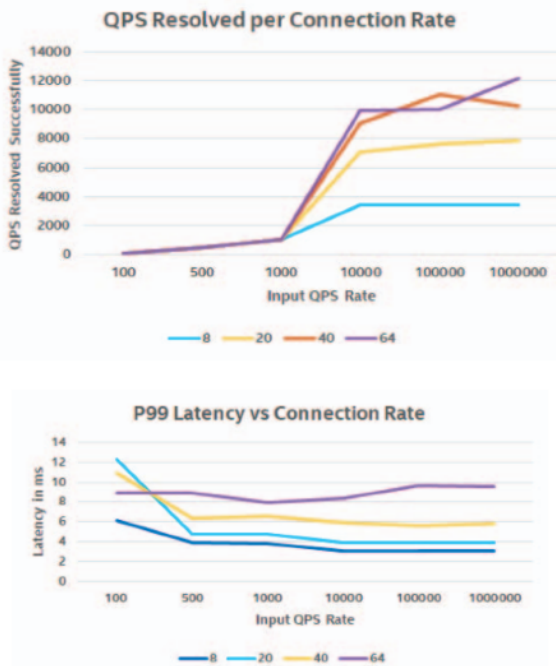 QPS Resolved per Connection Rate
QPS Resolved Successfully
14000
12000
10000
8000
6000
4000
2000
0
100 500 1000 10000 100000 1000000
Input QPS Rate
8 20 40 64
P99 Latency vs Connection Rate
Latency in ms
14
12
10
8
6
4
2
0
100 500 1000 10000 100000 1000000
Input QPS Rate
8 20 40 64